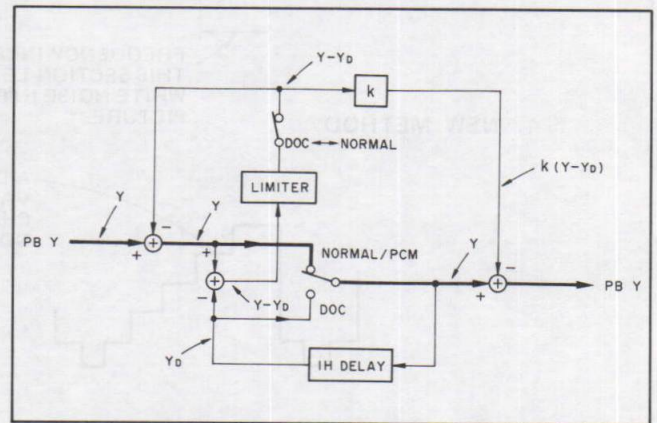 Y-YD
k
DOC ↔ NORMAL
LIMITER
k (Y-YD)
Y
Y
PB Y
NORMAL/PCM
Y
PB Y
Y-YD
DOC
YD
1H DELAY